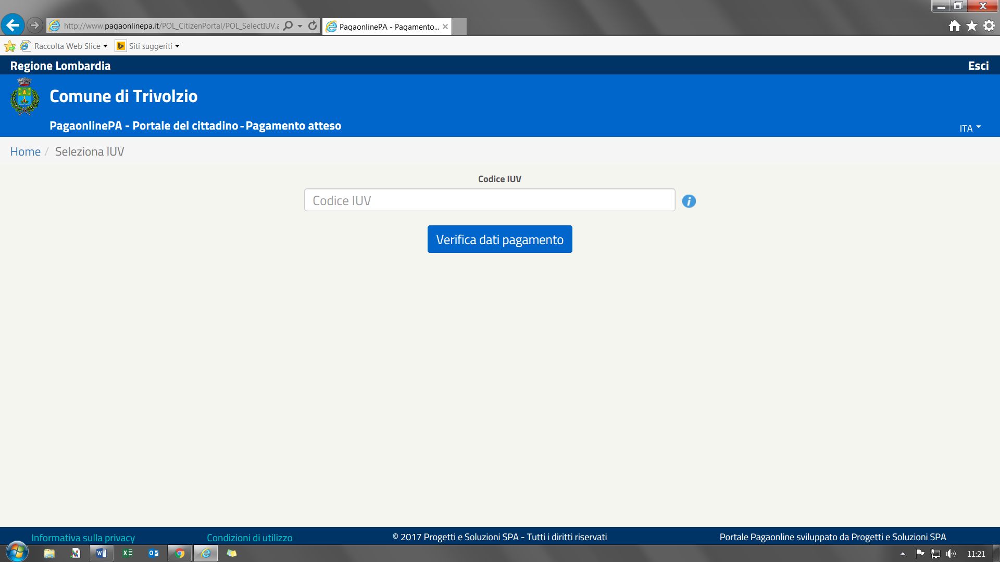 http://www.pagaonlinepa.it/POL_CitizenPortal/POL_SelectIUV.a
PagaonlinePA - Pagamento...
Raccolta Web Slice
Siti suggeriti
Regione Lombardia
Esci
Comune di Trivolzio
PagaonlinePA - Portale del cittadino - Pagamento atteso
ITA
Home / Seleziona IUV
Codice IUV
Codice IUV
Verifica dati pagamento
Informativa sulla privacy
Condizioni di utilizzo
© 2017 Progetti e Soluzioni SPA - Tutti i diritti riservati
Portale Pagaonline sviluppato da Progetti e Soluzioni SPA
11:21